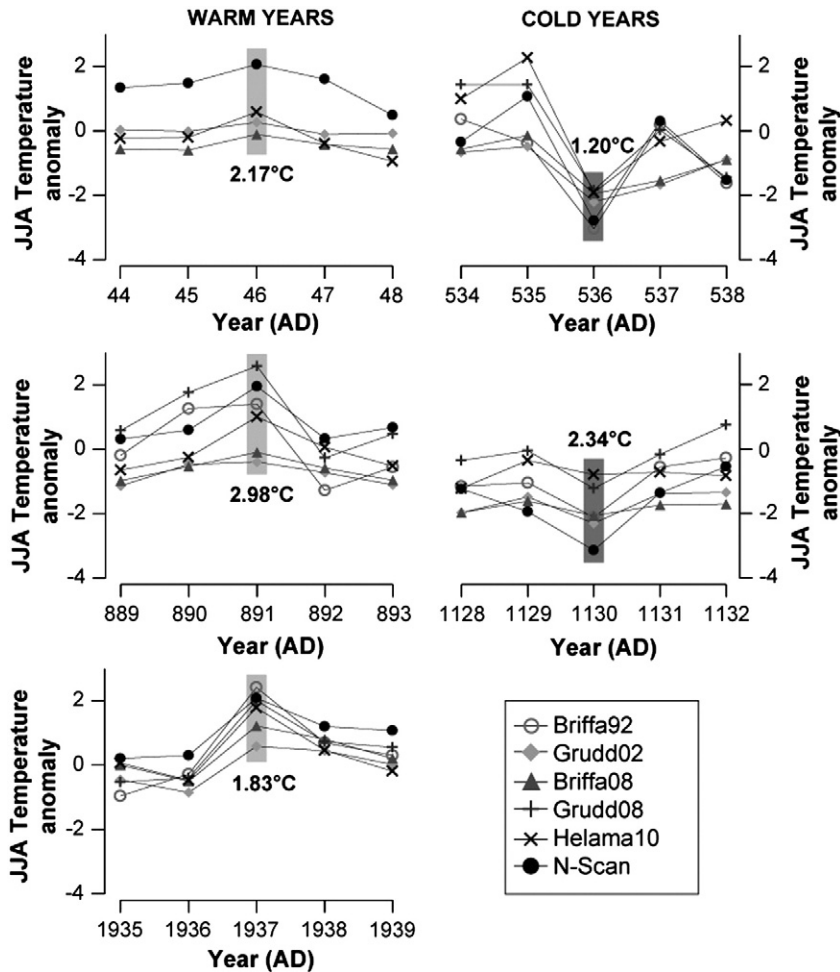 WARM YEARS
COLD YEARS
JJA Temperature
anomaly
2
0
-2
-4
2.17°C
44 45 46 47 48
Year (AD)
1.20°C
2
0
-2
-4
JJA Temperature
anomaly
534 535 536 537 538
Year (AD)
JJA Temperature
anomaly
2
0
-2
-4
2.98°C
889 890 891 892 893
Year (AD)
2.34°C
2
0
-2
-4
JJA Temperature
anomaly
1128 1129 1130 1131 1132
Year (AD)
JJA Temperature
anomaly
2
0
-2
-4
1.83°C
1935 1936 1937 1938 1939
Year (AD)
Briffa92
Grudd02
Briffa08
Grudd08
Helama10
N-Scan